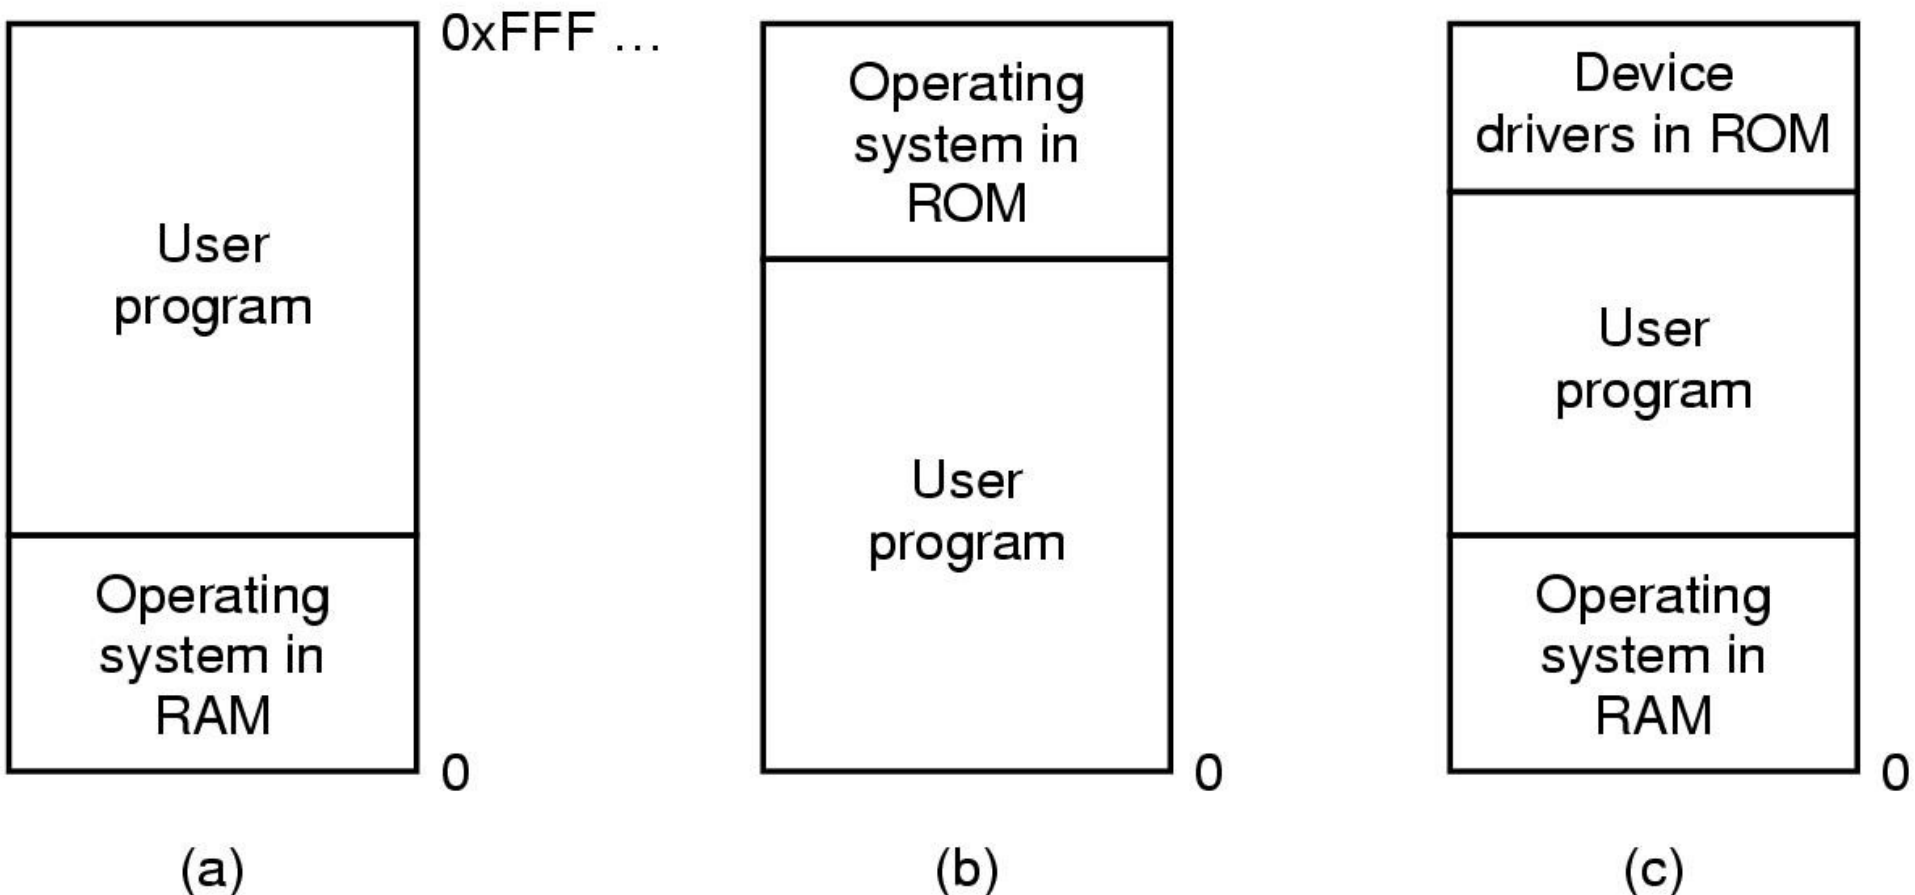 0xFFF ...
User
program
Operating
system in
RAM
0
(a)
Operating
system in
ROM
User
program
0
(b)
Device
drivers in ROM
User
program
Operating
system in
RAM
0
(c)